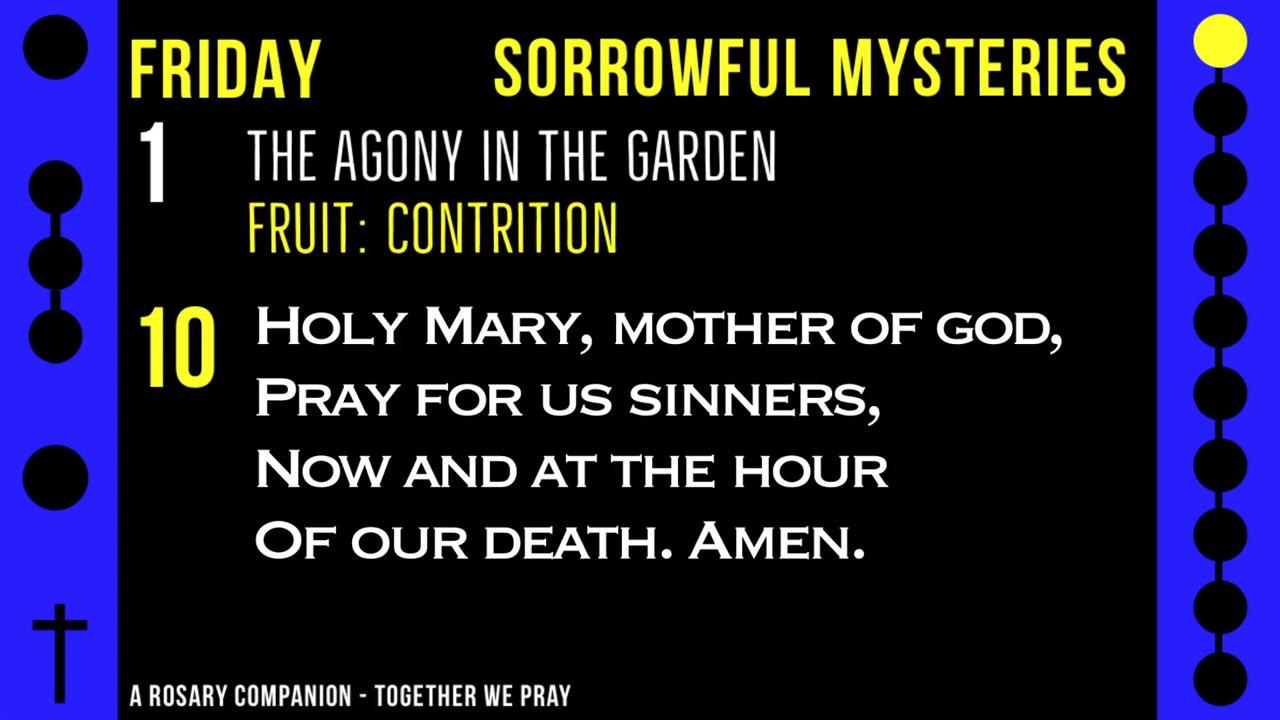 FRIDAY SORROWFUL MYSTERIES
1 THE AGONY IN THE GARDEN
FRUIT: CONTRITION
10 HOLY MARY, MOTHER OF GOD,
PRAY FOR US SINNERS,
NOW AND AT THE HOUR
OF OUR DEATH. AMEN.
A ROSARY COMPANION - TOGETHER WE PRAY